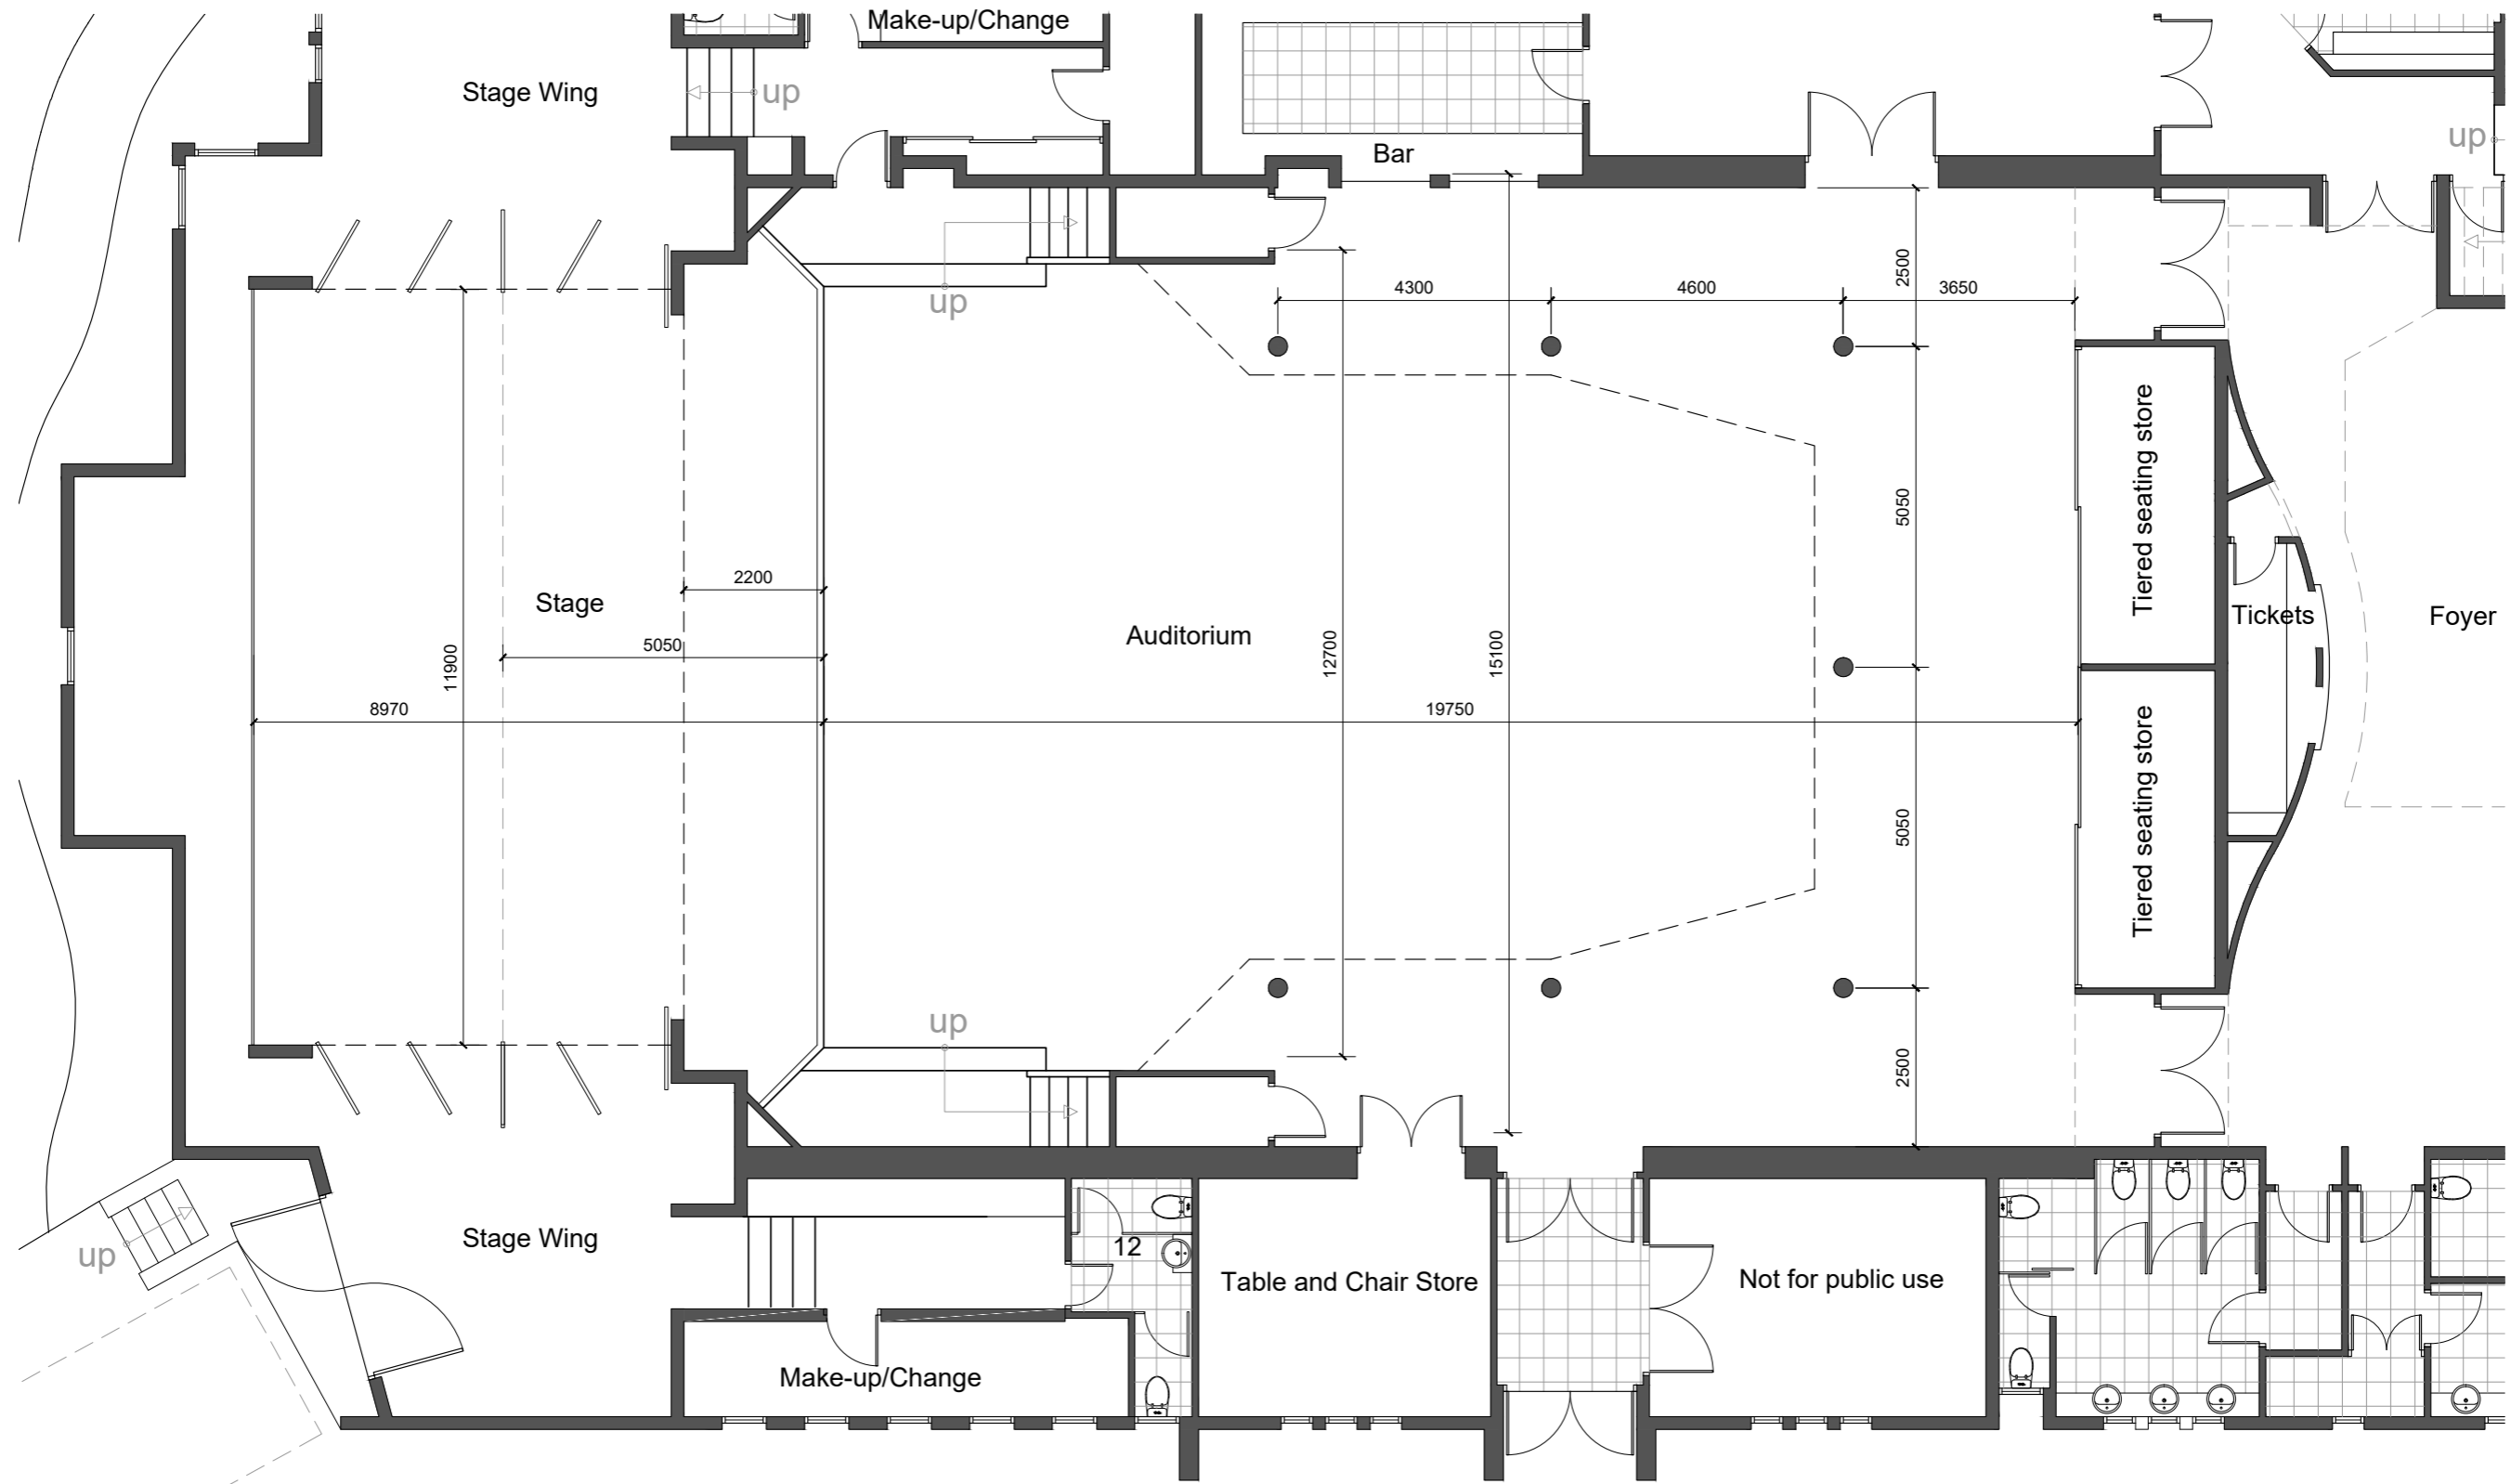 Make-up/Change
Stage Wing
up
up
Bar
up
4300
4600
3650
2500
Tiered seating store
5050
2200
Stage
Tickets
Foyer
Auditorium
5050
11900
12700
15100
8970
19750
Tiered seating store
5050
up
2500
Stage Wing
up
12
Table and Chair Store
Not for public use
Make-up/Change